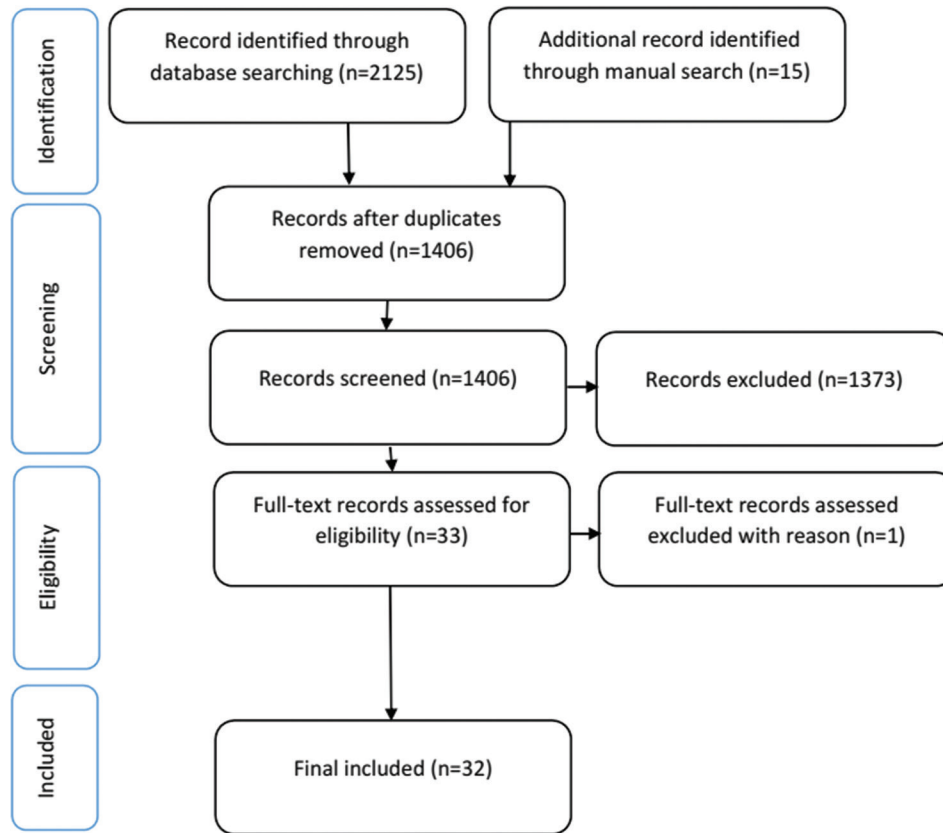 Identification
Record identified through
database searching (n=2125)
Additional record identified
through manual search (n=15)
Screening
Records after duplicates
removed (n=1406)
Records screened (n=1406)
Records excluded (n=1373)
Eligibility
Full-text records assessed for
eligibility (n=33)
Full-text records assessed
excluded with reason (n=1)
Included
Final included (n=32)